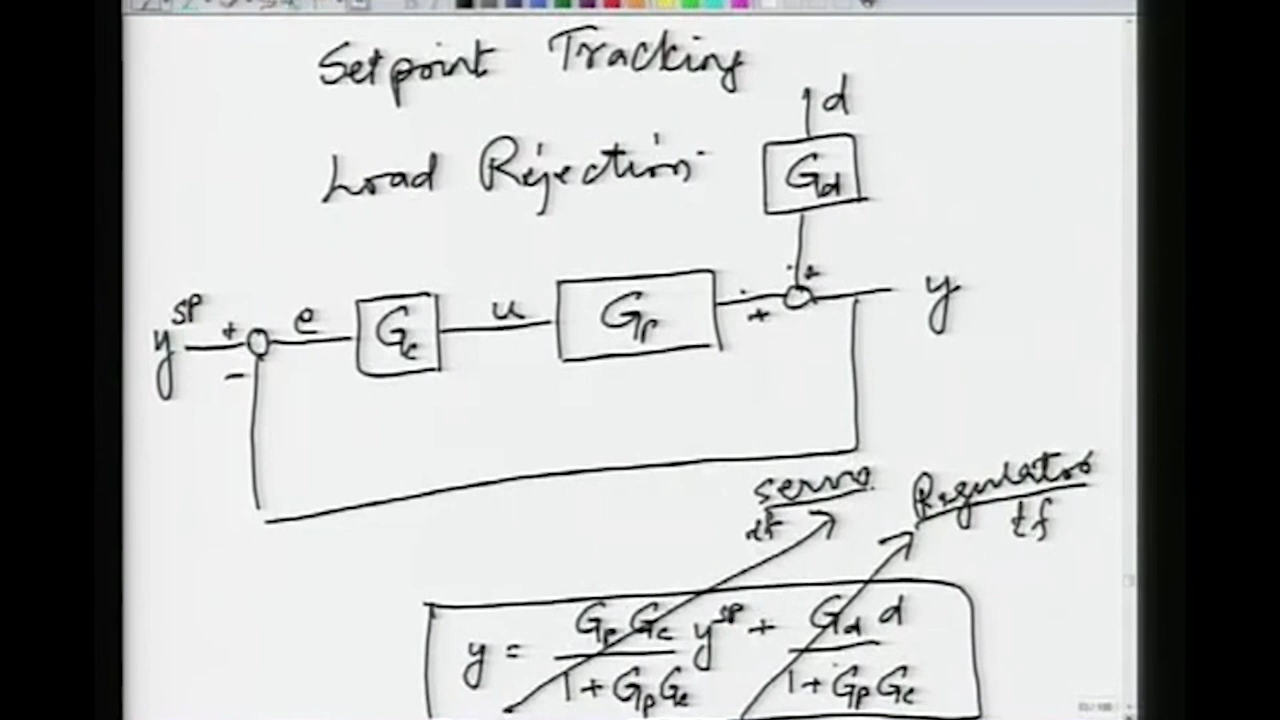 Setpoint Tracking
d
Load Rejection
Gd
y^sp + e Gc u Gp + + y
-
servo Regulator
tf tf
y = GpGc/(1+GpGc) y^sp + Gd/(1+GpGc) d